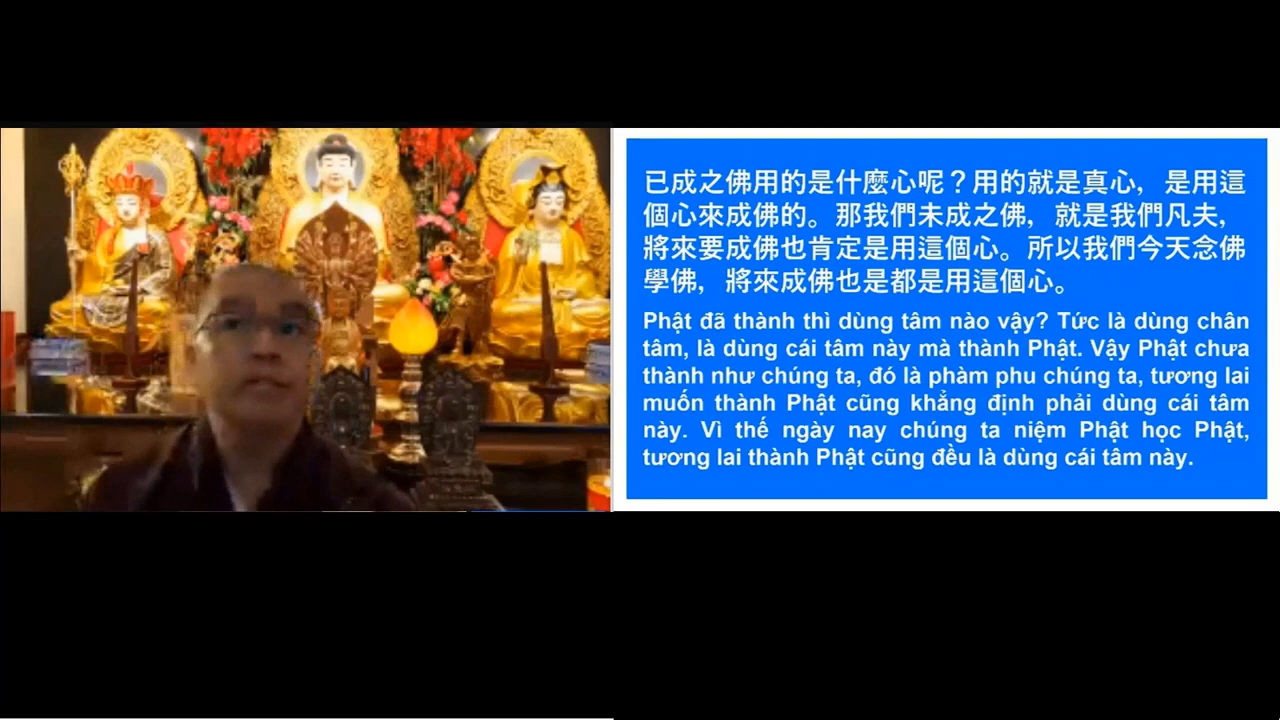 已成之佛用的是什麼心呢？用的就是真心，是用這
個心來成佛的。那我們未成之佛，就是我們凡夫，
將來要成佛也肯定是用這個心。所以我們今天念佛
學佛，將來成佛也是都是用這個心。
Phật đã thành thì dùng tâm nào vậy? Tức là dùng chân
tâm, là dùng cái tâm này mà thành Phật. Vậy Phật chưa
thành như chúng ta, đó là phàm phu chúng ta, tương lai
muốn thành Phật cũng khẳng định phải dùng cái tâm
này. Vì thế ngày nay chúng ta niệm Phật học Phật,
tương lai thành Phật cũng đều là dùng cái tâm này.